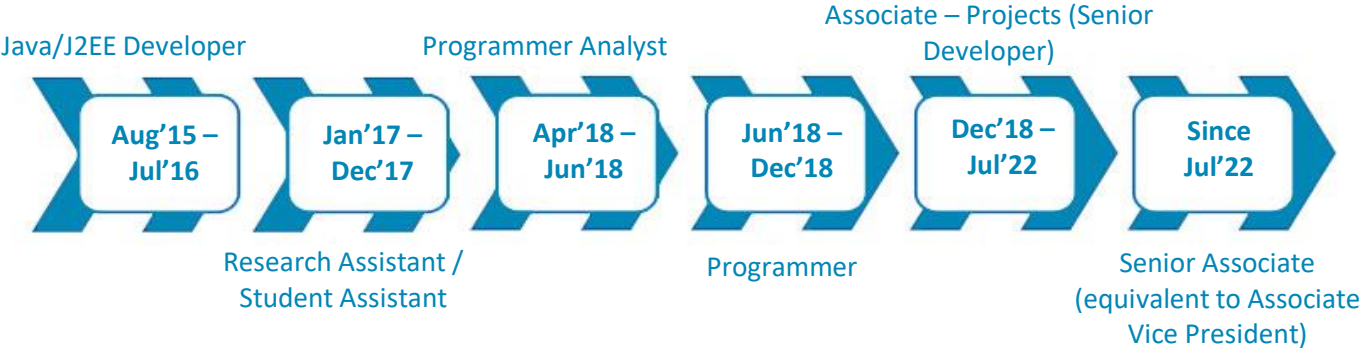 Java/J2EE Developer
Aug’15 –
Jul’16
Jan’17 –
Dec’17
Research Assistant /
Student Assistant
Programmer Analyst
Apr’18 –
Jun’18
Jun’18 –
Dec’18
Programmer
Associate – Projects (Senior
Developer)
Dec’18 –
Jul’22
Since
Jul’22
Senior Associate
(equivalent to Associate
Vice President)